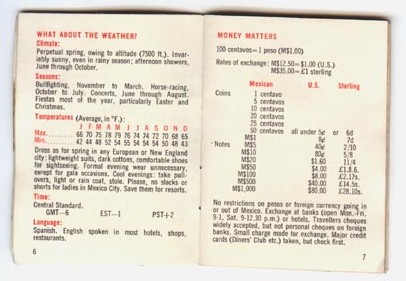 WHAT ABOUT THE WEATHER?
Climate:
Perpetual spring, owing to altitude (7500 ft.). Invar-
iably sunny, even in rainy season; afternoon showers,
June through October.
Seasons:
Bullfighting, November to March. Horse-racing,
October to July. Concerts, June through August.
Fiestas most of the year, particularly Easter and
Christmas.
Temperatures (Average, in °F.):
J F M A M J J A S O N D
Max. 66 70 75 78 79 76 74 74 72 70 68 65
Min. 42 44 48 52 54 55 54 54 54 50 48 43
Dress as for spring in any European or New England
city: lightweight suits, dark cottons, comfortable shoes
for sightseeing. Formal evening wear unnecessary,
except for gala occasions. Cool evenings: take pull-
overs, light or rain coat, stole. Please, no slacks or
shorts for ladies in Mexico City. Save them for resorts.
Time:
Central Standard.
GMT—6 EST—1 PST+2
Language:
Spanish. English spoken in most hotels, shops,
restaurants.
6
MONEY MATTERS
100 centavos=1 peso (M$1.00)
Rates of exchange: M$12.50=$1.00 (U.S.)
M$35.00=£1 sterling
Mexican U.S. Sterling
Coins 1 centavo
5 centavos
10 centavos
20 centavos
25 centavos
50 centavos all under 5¢ or 6d
M$1 8¢ 7d
Notes M$5 40¢ 2/10
M$10 80¢ 5/8
M$20 $1.60 11/4
M$50 $4.00 £1.8.6.
M$100 $8.00 £2.17s.
M$500 $40.00 £14.5s.
M$1,000 $80.00 £28.10s.
No restrictions on pesos or foreign currency going in
or out of Mexico. Exchange at banks (open Mon.-Fri.
9-1, Sat. 9-12.30 p.m.) or hotels. Travellers cheques
widely accepted, but not personal cheques on foreign
banks. Small charge made for exchange. Major credit
cards (Diners' Club etc.) taken, but check first.
7